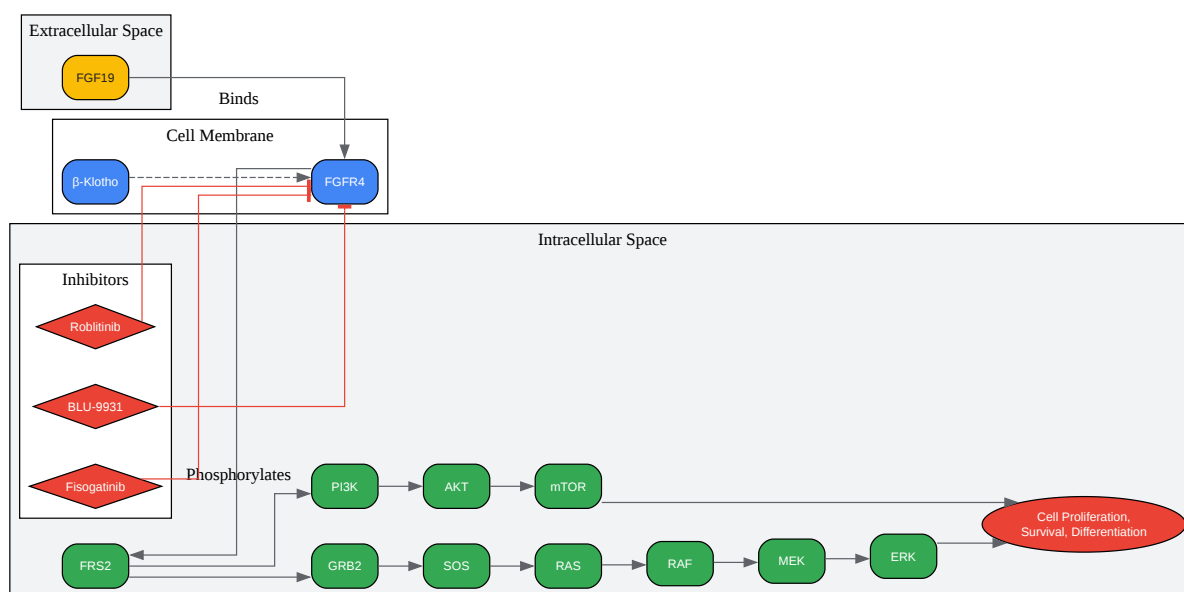 Extracellular Space
FGF19
Binds
Cell Membrane
β-Klotho
FGFR4
Intracellular Space
Inhibitors
Roblitinib
BLU-9931
Fisogatinib
Phosphorylates
PI3K
AKT
mTOR
Cell Proliferation,
Survival, Differentiation
FRS2
GRB2
SOS
RAS
RAF
MEK
ERK